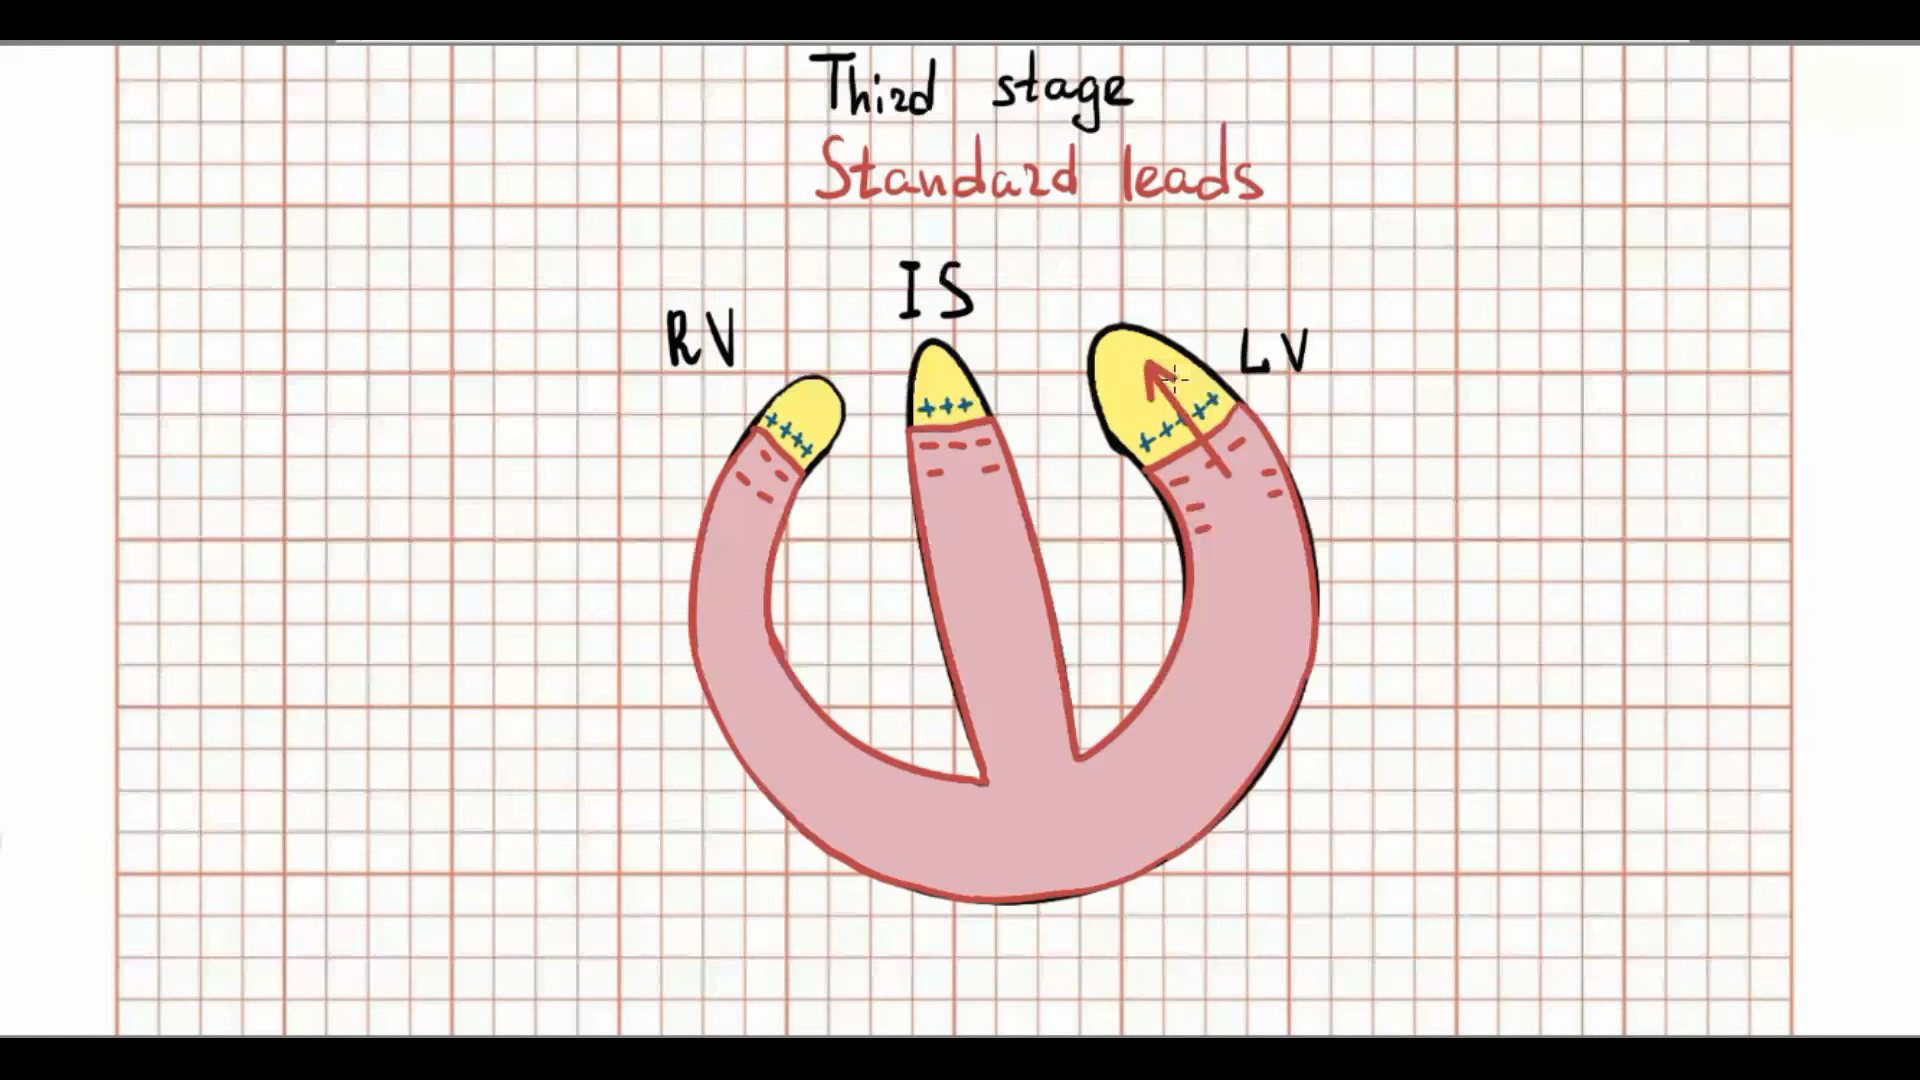 Third stage
Standard leads
IS
RV
LV
++++
+++
+++++